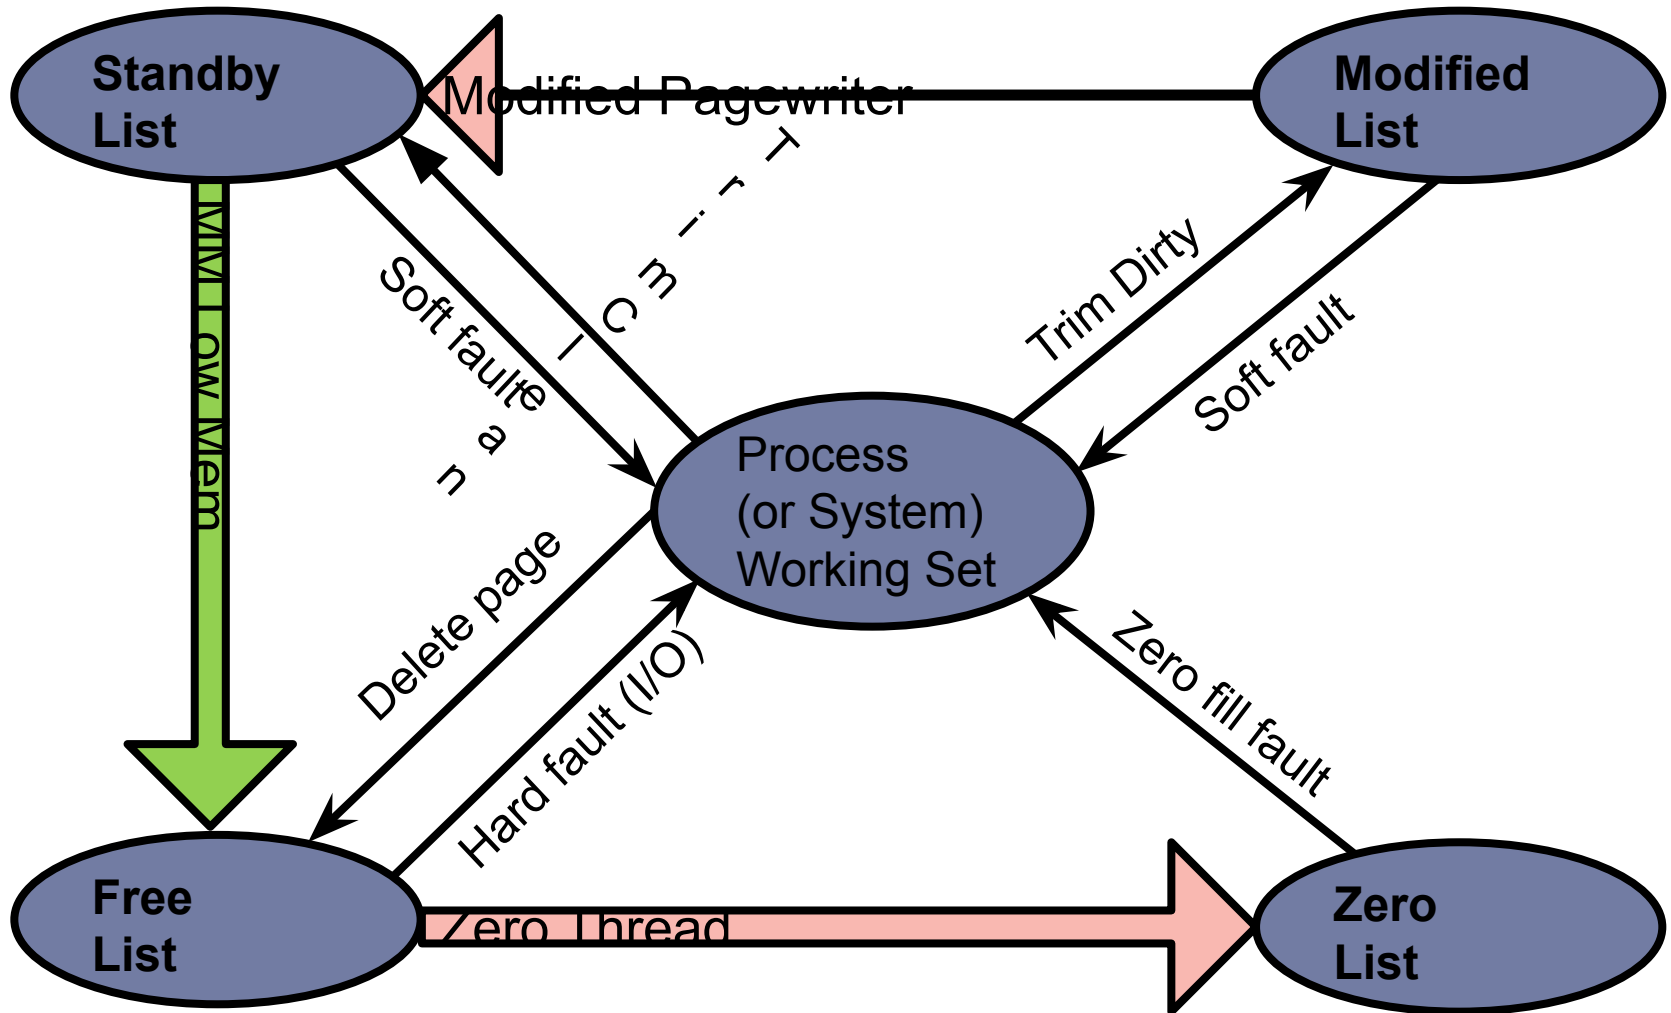 Standby
List
Modified Pagewriter
Modified
List
MM Low Mem
Soft fault
Trim
Clean
Trim Dirty
Soft fault
Process
(or System)
Working Set
Delete page
Hard fault (I/O)
Zero fill fault
Free
List
Zero Thread
Zero
List